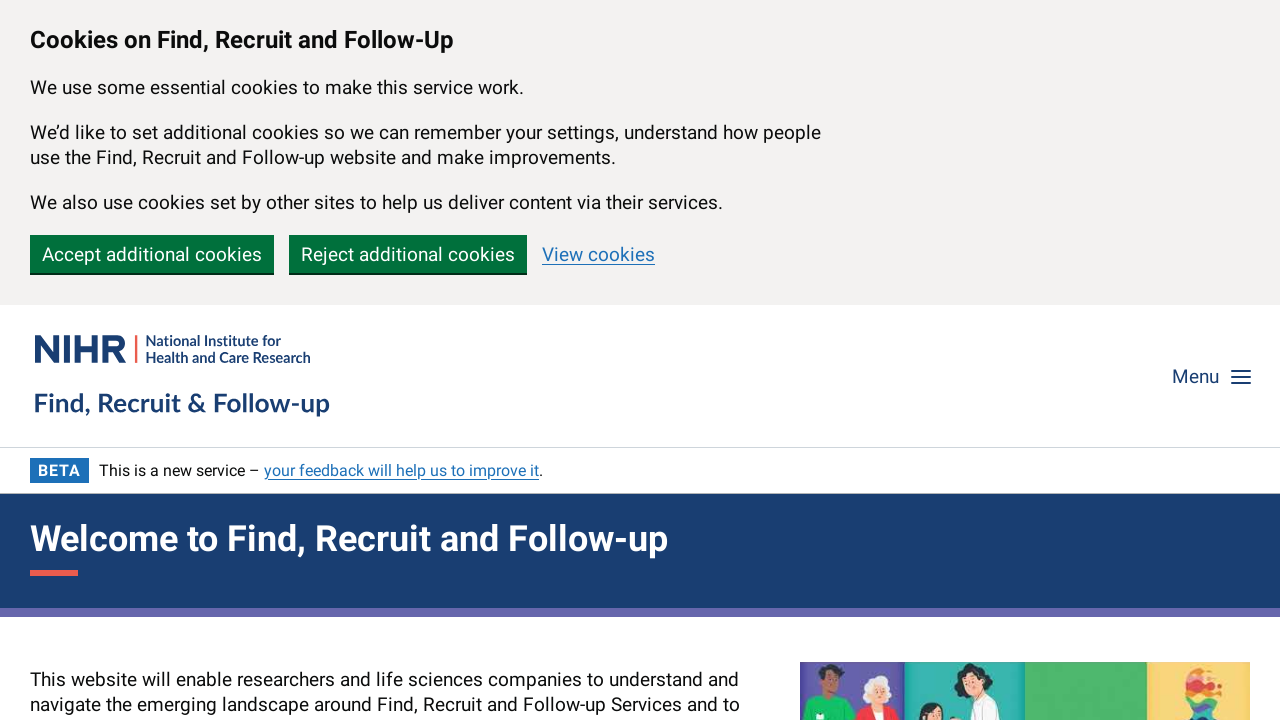 Cookies on Find, Recruit and Follow-Up
We use some essential cookies to make this service work.
We’d like to set additional cookies so we can remember your settings, understand how people
use the Find, Recruit and Follow-up website and make improvements.
We also use cookies set by other sites to help us deliver content via their services.
Accept additional cookies Reject additional cookies View cookies
NIHR | National Institute for
Health and Care Research
Find, Recruit & Follow-up
Menu
BETA This is a new service – your feedback will help us to improve it.
Welcome to Find, Recruit and Follow-up
This website will enable researchers and life sciences companies to understand and
navigate the emerging landscape around Find, Recruit and Follow-up Services and to